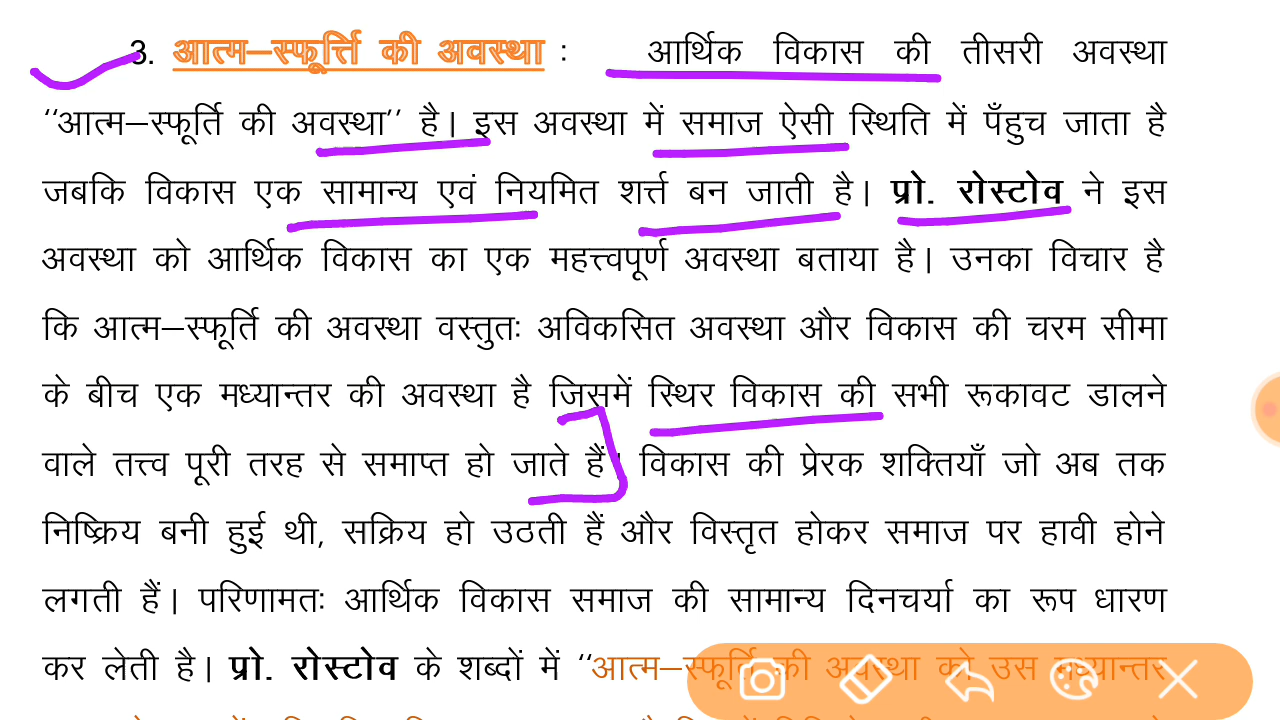 3. आत्म–स्फूर्त्ति की अवस्था : आर्थिक विकास की तीसरी अवस्था
‘‘आत्म–स्फूर्ति की अवस्था’’ है। इस अवस्था में समाज ऐसी स्थिति में पँहुच जाता है
जबकि विकास एक सामान्य एवं नियमित शर्त्त बन जाती है। प्रो. रोस्टोव ने इस
अवस्था को आर्थिक विकास का एक महत्त्वपूर्ण अवस्था बताया है। उनका विचार है
कि आत्म–स्फूर्ति की अवस्था वस्तुतः अविकसित अवस्था और विकास की चरम सीमा
के बीच एक मध्यान्तर की अवस्था है जिसमें स्थिर विकास की सभी रूकावट डालने
वाले तत्त्व पूरी तरह से समाप्त हो जाते हैं। विकास की प्रेरक शक्तियाँ जो अब तक
निष्क्रिय बनी हुई थी, सक्रिय हो उठती हैं और विस्तृत होकर समाज पर हावी होने
लगती हैं। परिणामतः आर्थिक विकास समाज की सामान्य दिनचर्या का रूप धारण
कर लेती है। प्रो. रोस्टोव के शब्दों में ‘‘आत्म–स्फूर्ति की अवस्था को उस मध्यान्तर